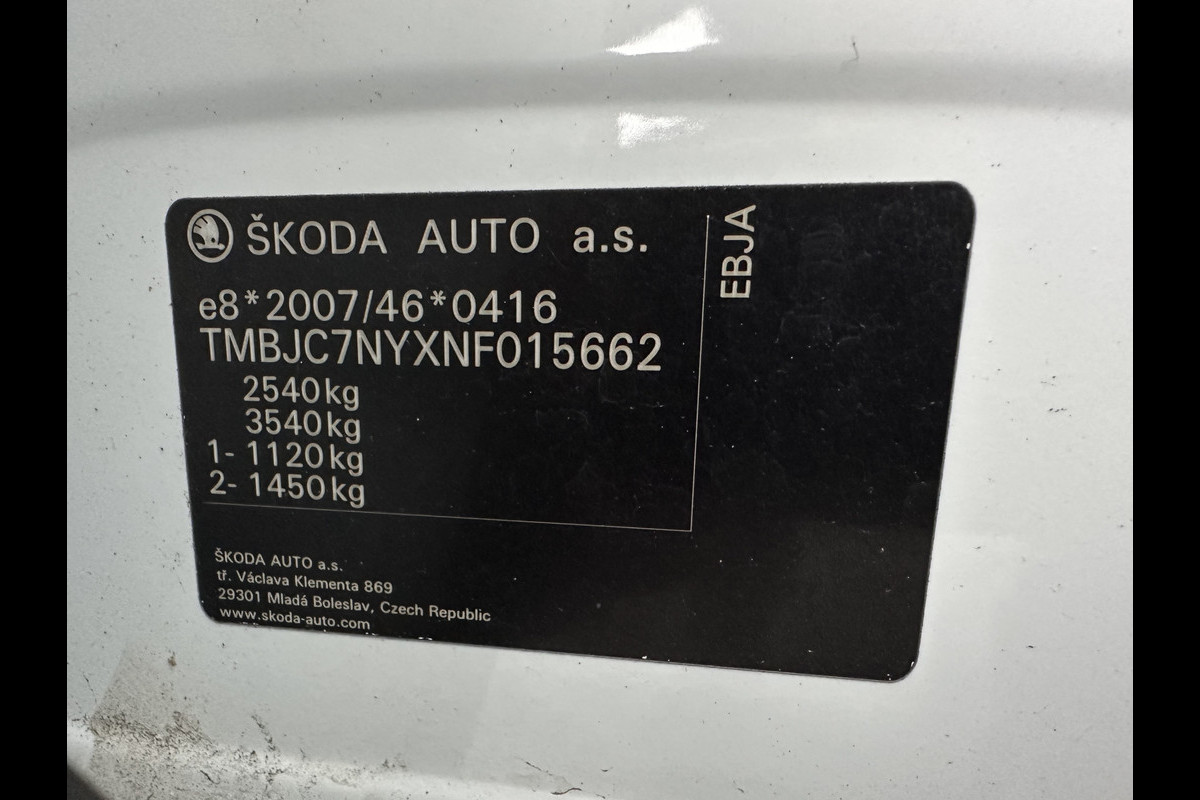 ŠKODA AUTO a.s.
e8*2007/46*0416
TMBJC7NYXNF015662
2540kg
3540kg
1- 1120kg
2- 1450kg
EBJA
ŠKODA AUTO a.s.
tř. Václava Klementa 869
29301 Mladá Boleslav, Czech Republic
www.skoda-auto.com